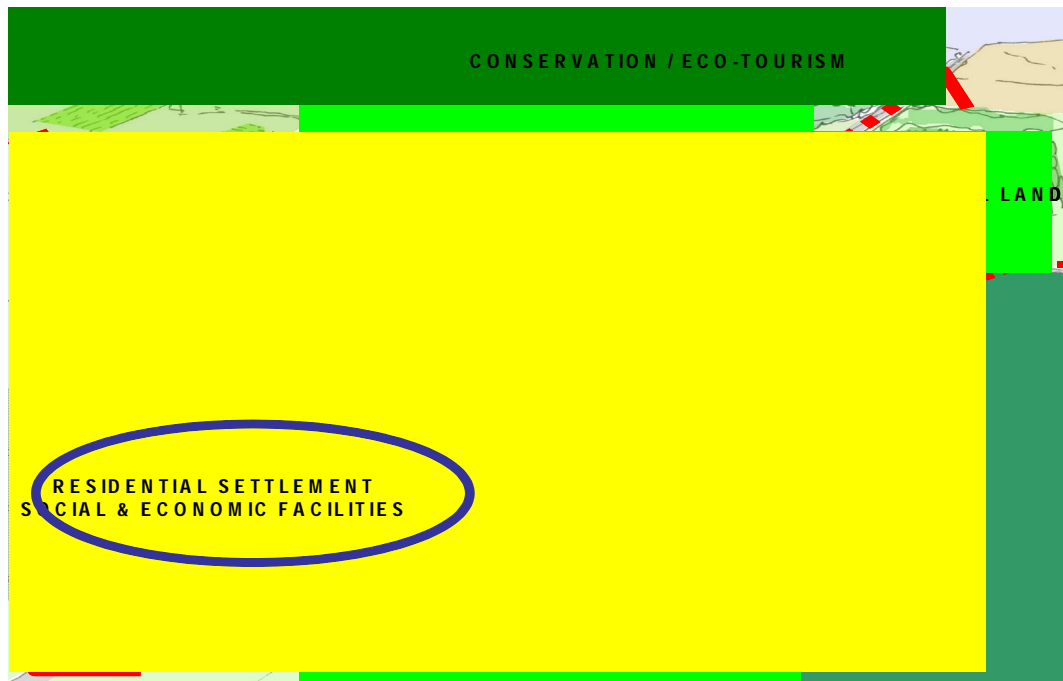 CONSERVATION / ECO-TOURISM
LAND
RESIDENTIAL SETTLEMENT
SOCIAL & ECONOMIC FACILITIES